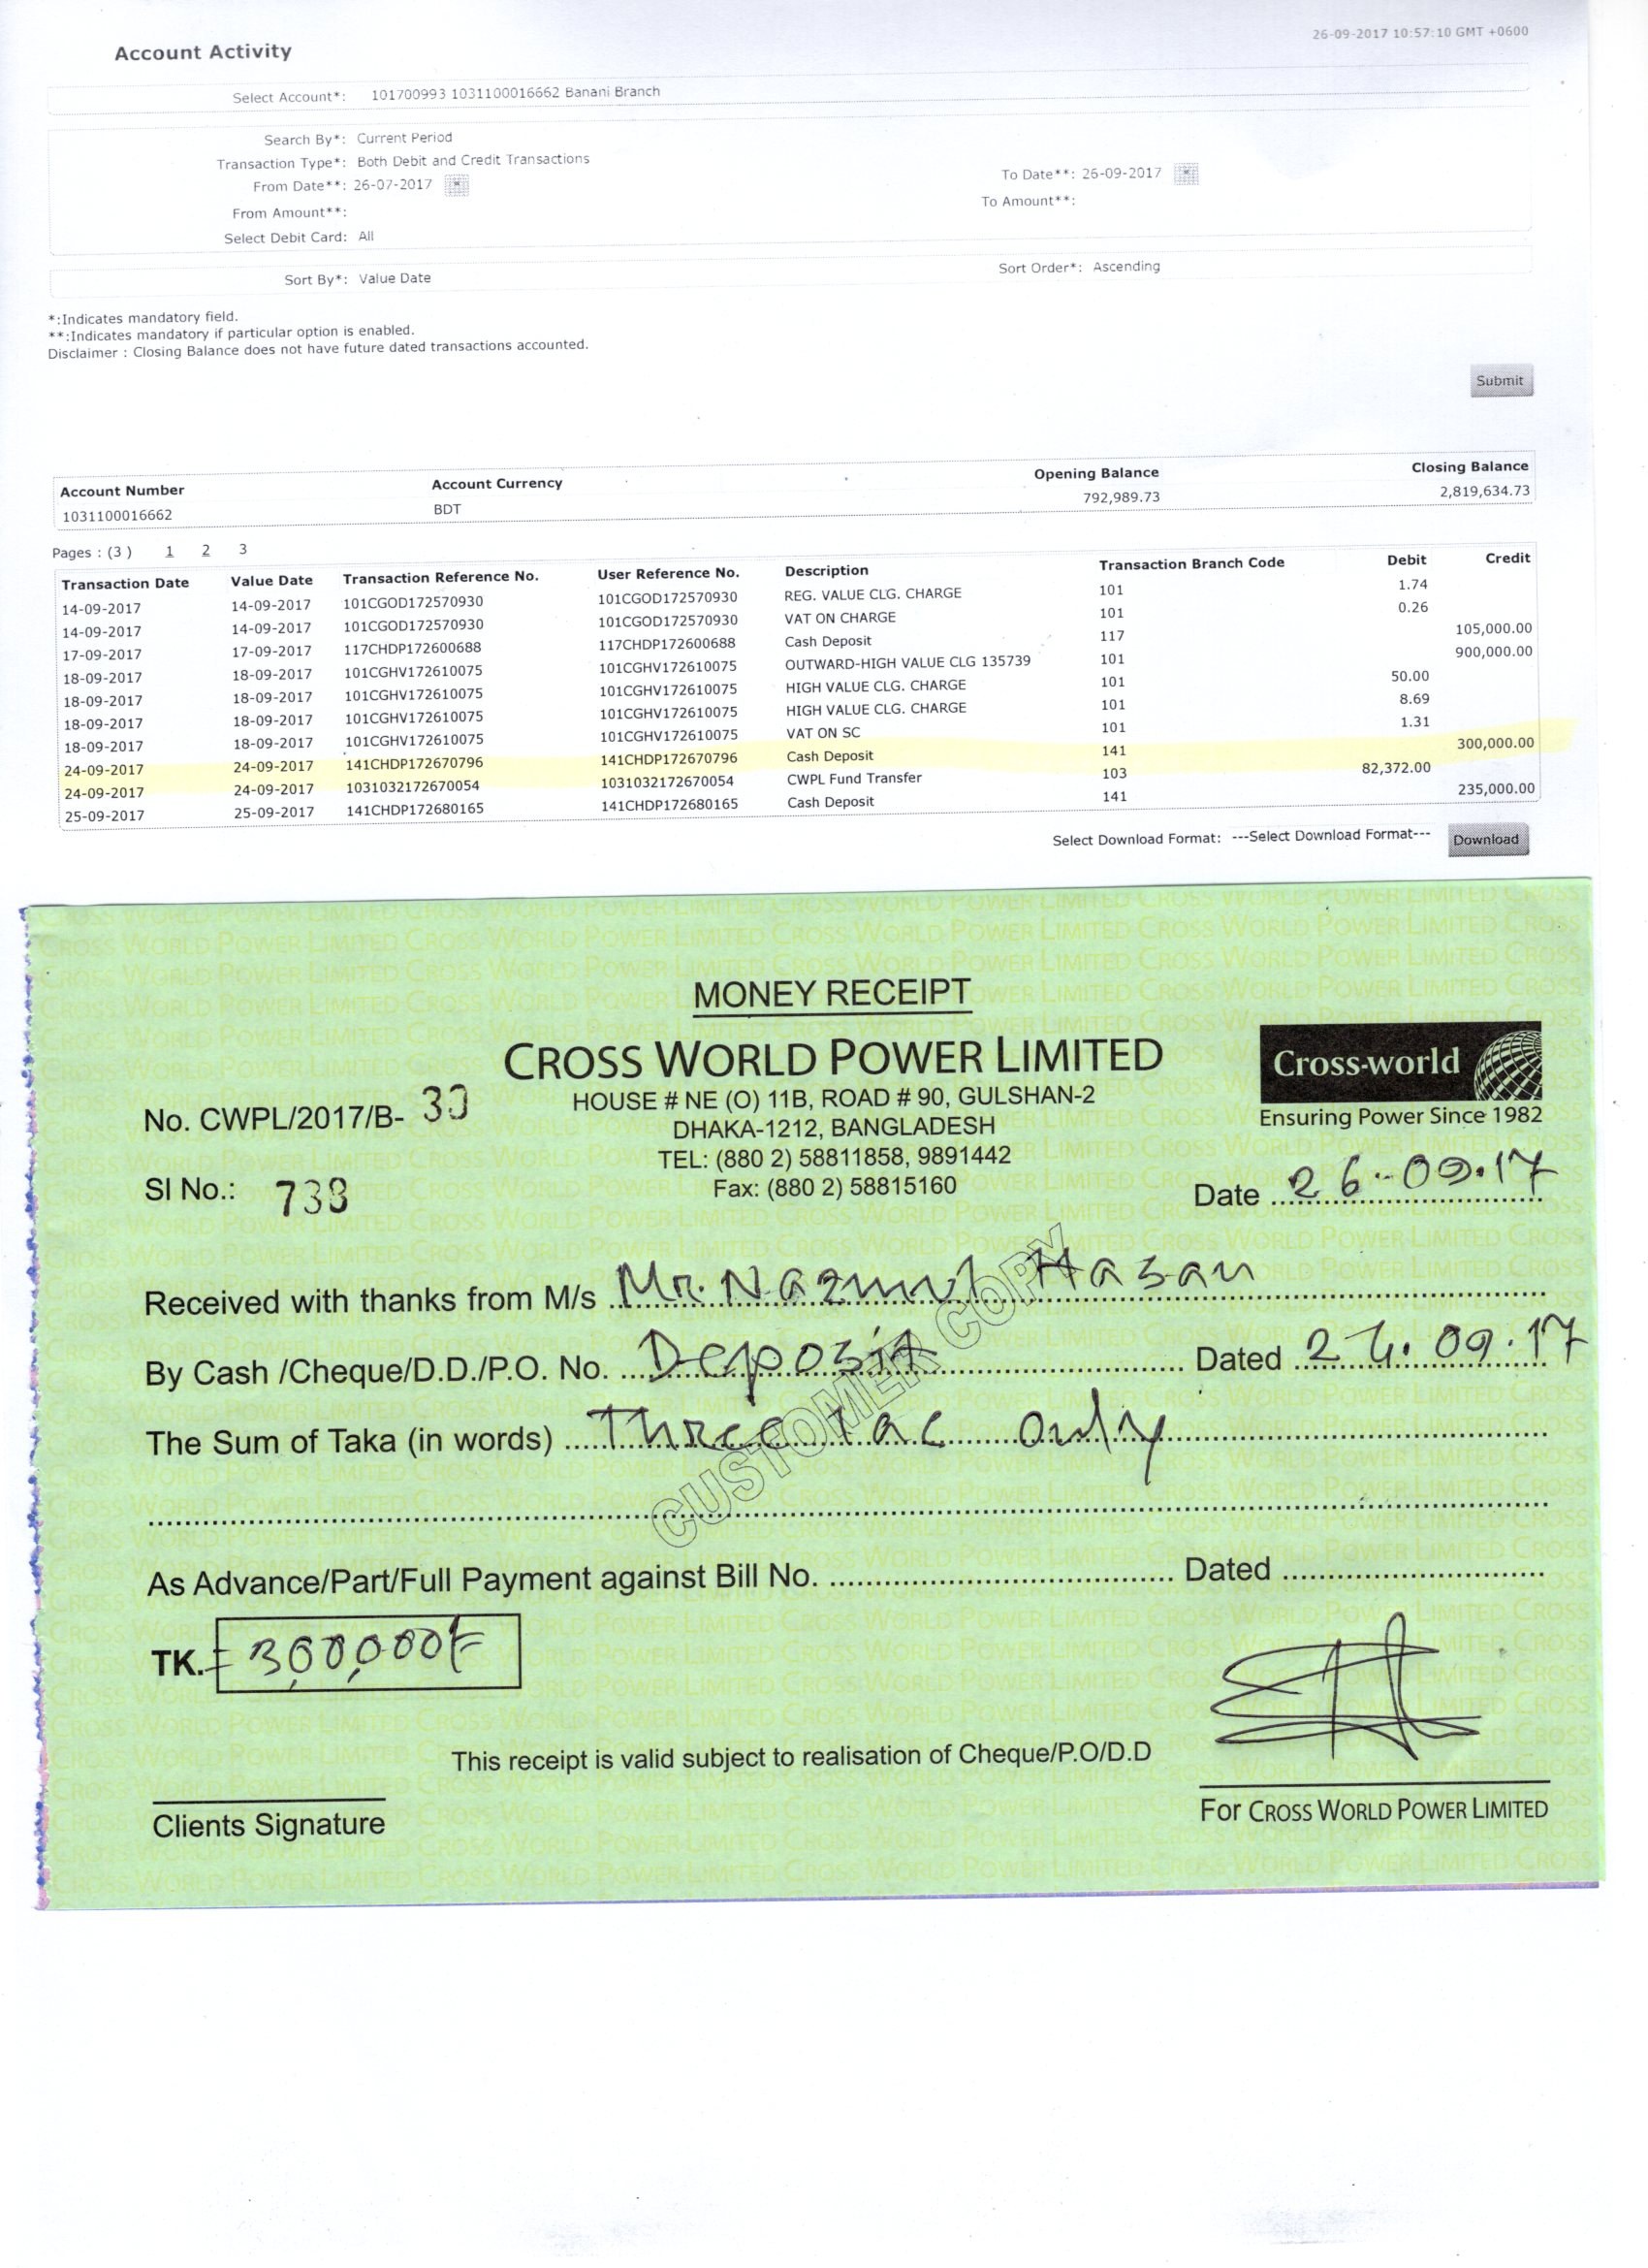 26-09-2017 10:57:10 GMT +0600
Account Activity
Select Account*: 101700993 1031100016662 Banani Branch
Search By*: Current Period
Transaction Type*: Both Debit and Credit Transactions
From Date**: 26-07-2017 To Date**: 26-09-2017
From Amount**: To Amount**:
Select Debit Card: All
Sort By*: Value Date Sort Order*: Ascending
*:Indicates mandatory field.
**:Indicates mandatory if particular option is enabled.
Disclaimer : Closing Balance does not have future dated transactions accounted.
Submit
Account Number Account Currency Opening Balance Closing Balance
1031100016662 BDT 792,989.73 2,819,634.73
Pages : (3 ) 1 2 3
Transaction Date Value Date Transaction Reference No. User Reference No. Description Transaction Branch Code Debit Credit
14-09-2017 14-09-2017 101CGOD172570930 101CGOD172570930 REG. VALUE CLG. CHARGE 101 1.74
14-09-2017 14-09-2017 101CGOD172570930 101CGOD172570930 VAT ON CHARGE 101 0.26
17-09-2017 17-09-2017 117CHDP172600688 117CHDP172600688 Cash Deposit 117 105,000.00
18-09-2017 18-09-2017 101CGHV172610075 101CGHV172610075 OUTWARD-HIGH VALUE CLG 135739 101 900,000.00
18-09-2017 18-09-2017 101CGHV172610075 101CGHV172610075 HIGH VALUE CLG. CHARGE 101 50.00
18-09-2017 18-09-2017 101CGHV172610075 101CGHV172610075 HIGH VALUE CLG. CHARGE 101 8.69
18-09-2017 18-09-2017 101CGHV172610075 101CGHV172610075 VAT ON SC 101 1.31
24-09-2017 24-09-2017 141CHDP172670796 141CHDP172670796 Cash Deposit 141 300,000.00
24-09-2017 24-09-2017 1031032172670054 1031032172670054 CWPL Fund Transfer 103 82,372.00
25-09-2017 25-09-2017 141CHDP172680165 141CHDP172680165 Cash Deposit 141 235,000.00
Select Download Format: ---Select Download Format--- Download
MONEY RECEIPT
CROSS WORLD POWER LIMITED
Cross-world
Ensuring Power Since 1982
HOUSE # NE (O) 11B, ROAD # 90, GULSHAN-2
No. CWPL/2017/B-
DHAKA-1212, BANGLADESH
TEL: (880 2) 58811858, 9891442
Fax: (880 2) 58815160
Sl No.: 738
Date 26-09.17
Received with thanks from M/s Mr. Nazmul Hasan
By Cash /Cheque/D.D./P.O. No. Deposit Dated 24.09.17
The Sum of Taka (in words) Three lac only
CUSTOMER COPY
As Advance/Part/Full Payment against Bill No. Dated
TK. = 300,000/=
This receipt is valid subject to realisation of Cheque/P.O/D.D
Clients Signature
For CROSS WORLD POWER LIMITED